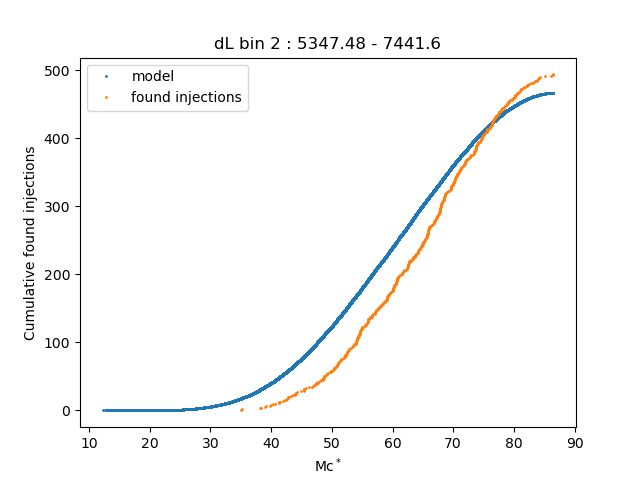 dL bin 2 : 5347.48 - 7441.6
model
found injections
Cumulative found injections
500
400
300
200
100
0
10 20 30 40 50 60 70 80 90
Mc*